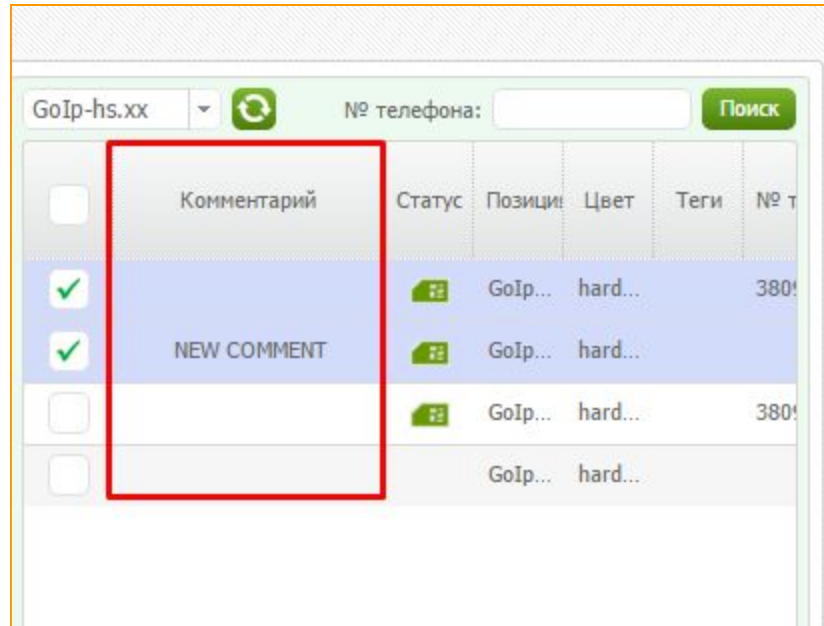 GoIp-hs.xx № телефона: Поиск
Комментарий Статус Цвет Теги №
GoIp... hard... 380
NEW COMMENT GoIp... hard...
GoIp... hard... 380
GoIp... hard...